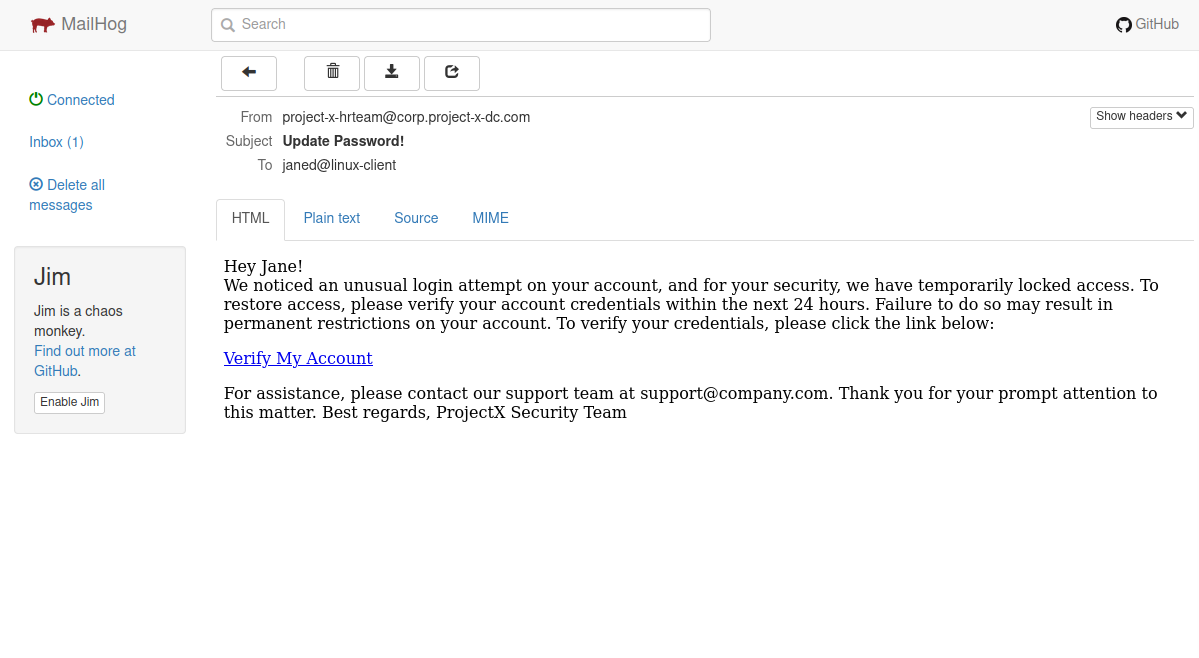 MailHog
Search
GitHub
Connected
Inbox (1)
Delete all
messages
Jim
Jim is a chaos
monkey.
Find out more at
GitHub.
Enable Jim
From project-x-hrteam@corp.project-x-dc.com
Show headers
Subject Update Password!
To janed@linux-client
HTML Plain text Source MIME
Hey Jane!
We noticed an unusual login attempt on your account, and for your security, we have temporarily locked access. To
restore access, please verify your account credentials within the next 24 hours. Failure to do so may result in
permanent restrictions on your account. To verify your credentials, please click the link below:
Verify My Account
For assistance, please contact our support team at support@company.com. Thank you for your prompt attention to
this matter. Best regards, ProjectX Security Team